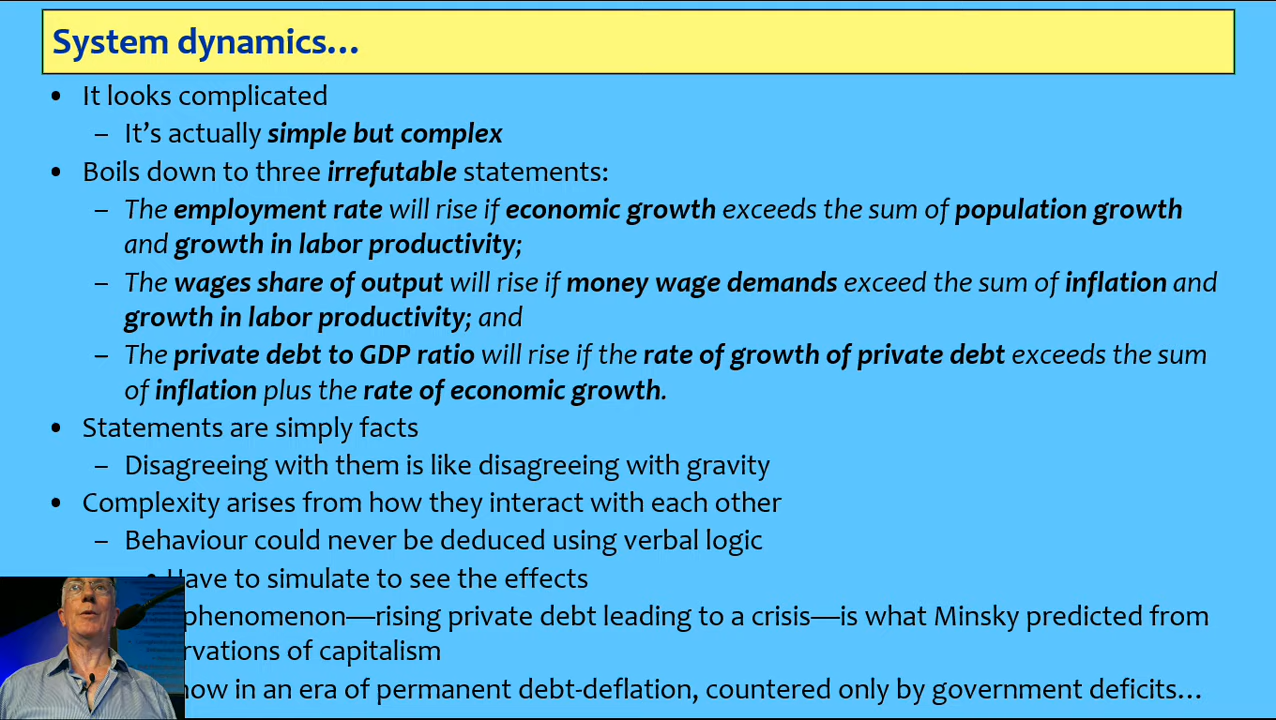 System dynamics…
• It looks complicated
– It’s actually simple but complex
• Boils down to three irrefutable statements:
– The employment rate will rise if economic growth exceeds the sum of population growth
and growth in labor productivity;
– The wages share of output will rise if money wage demands exceed the sum of inflation and
growth in labor productivity; and
– The private debt to GDP ratio will rise if the rate of growth of private debt exceeds the sum
of inflation plus the rate of economic growth.
• Statements are simply facts
– Disagreeing with them is like disagreeing with gravity
• Complexity arises from how they interact with each other
– Behaviour could never be deduced using verbal logic
• Have to simulate to see the effects
phenomenon—rising private debt leading to a crisis—is what Minsky predicted from
of capitalism
in an era of permanent debt-deflation, countered only by government deficits…